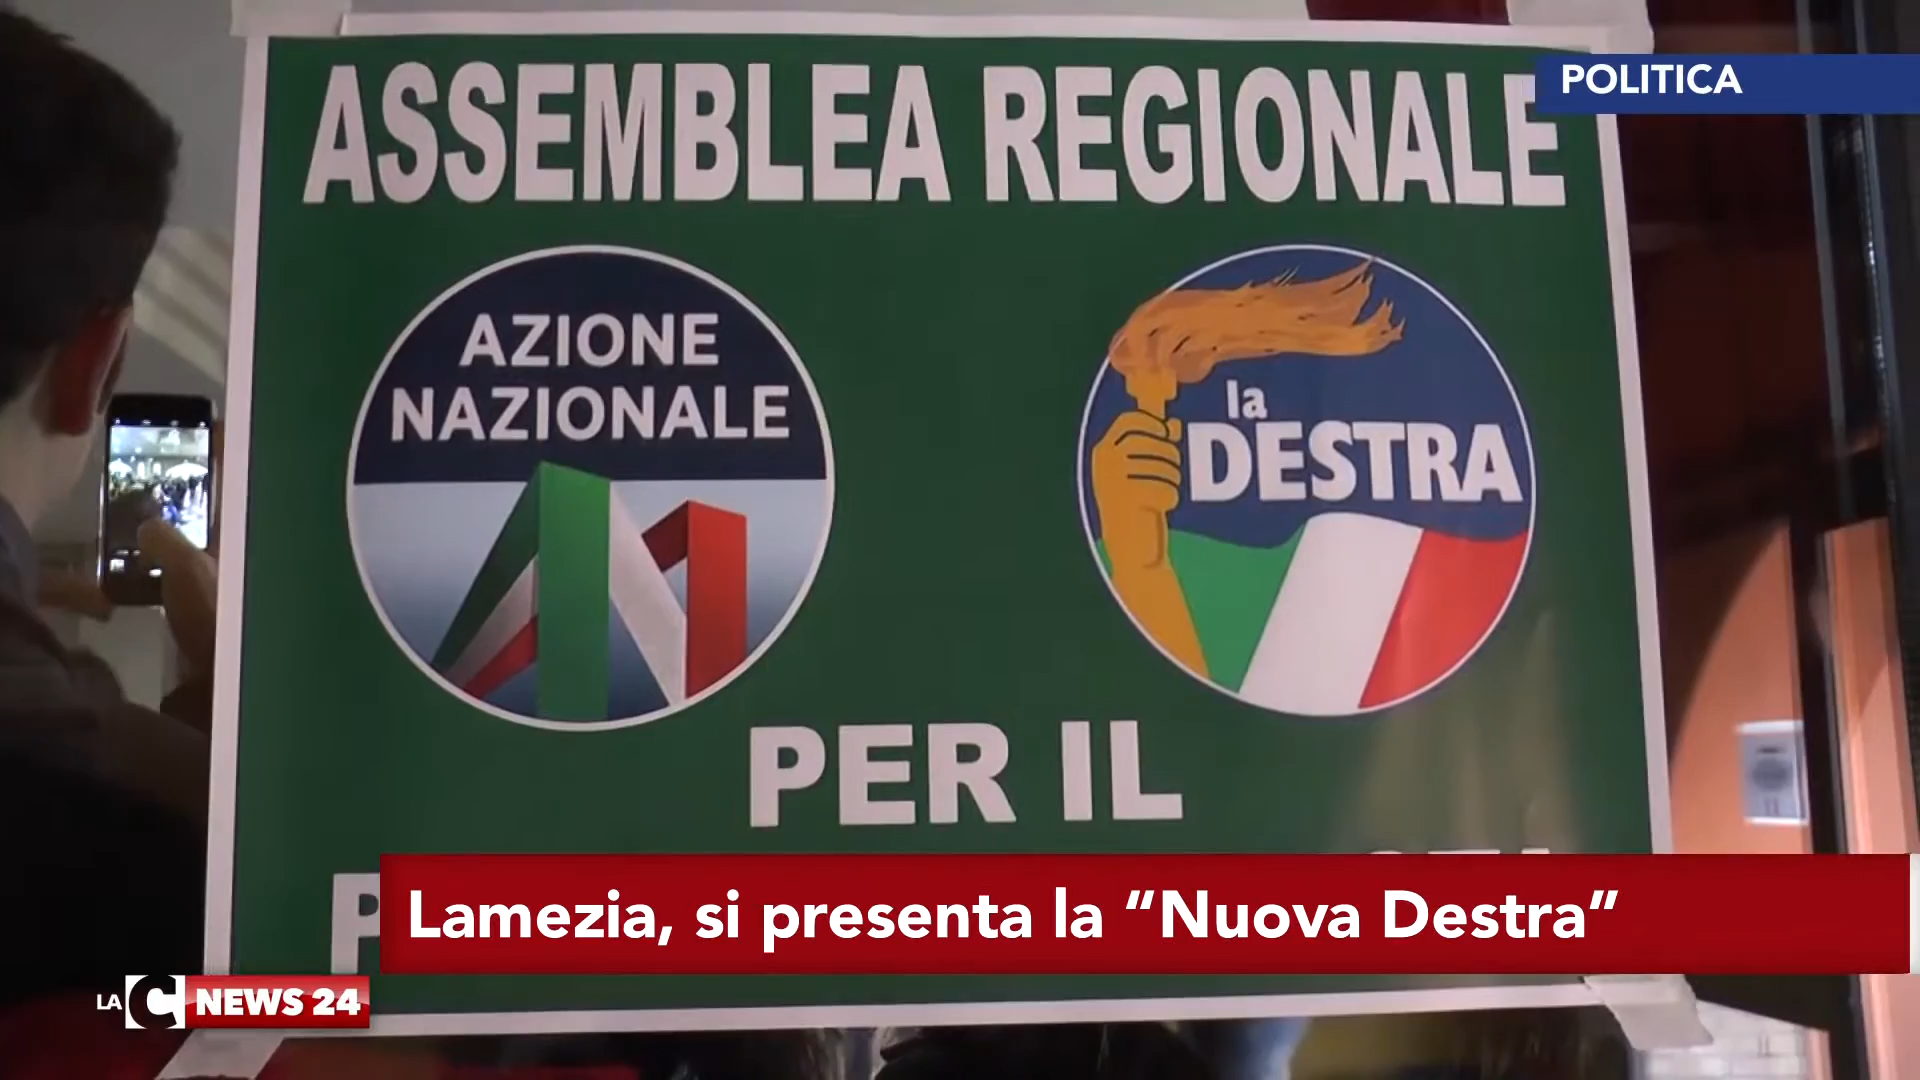 ASSEMBLEA REGIONALE
POLITICA
AZIONE
NAZIONALE
la
DESTRA
PER IL
Lamezia, si presenta la “Nuova Destra”
LA C NEWS 24